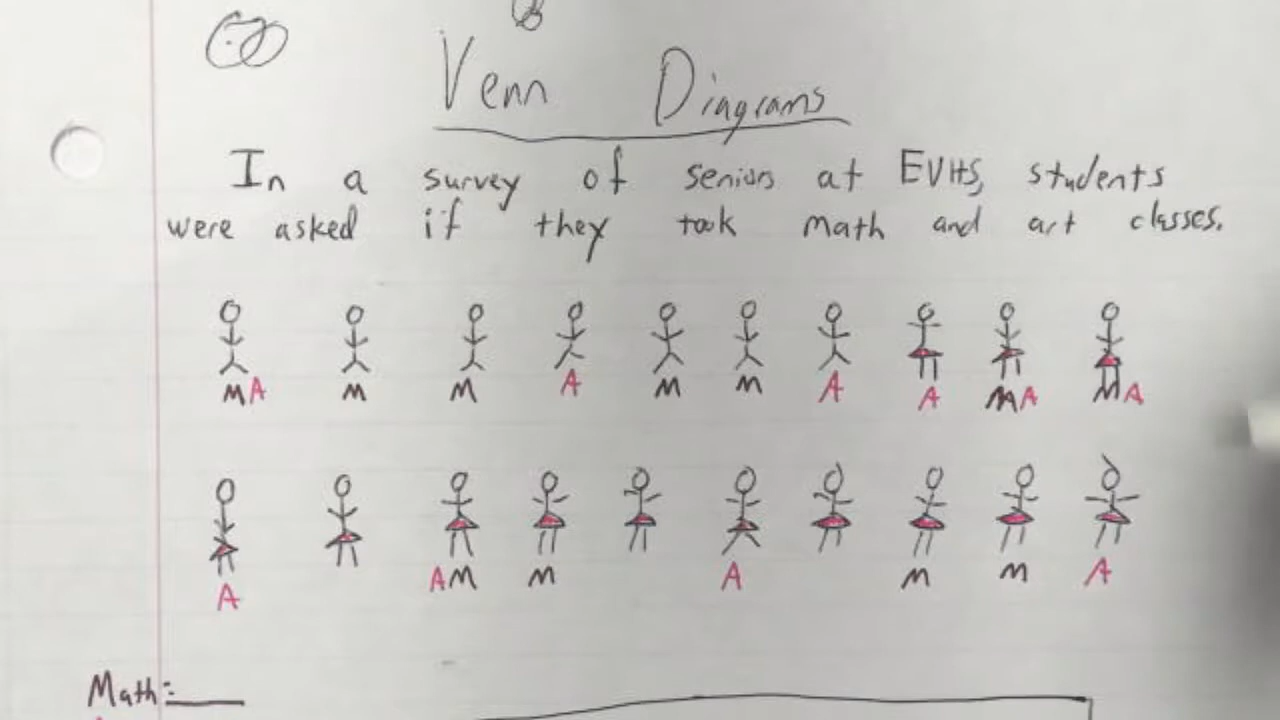 Venn Diagrams
In a survey of seniors at EVHS, students
were asked if they took math and art classes.
MA M M A M M A A MA MA
A AM M A M M A
Math: ____